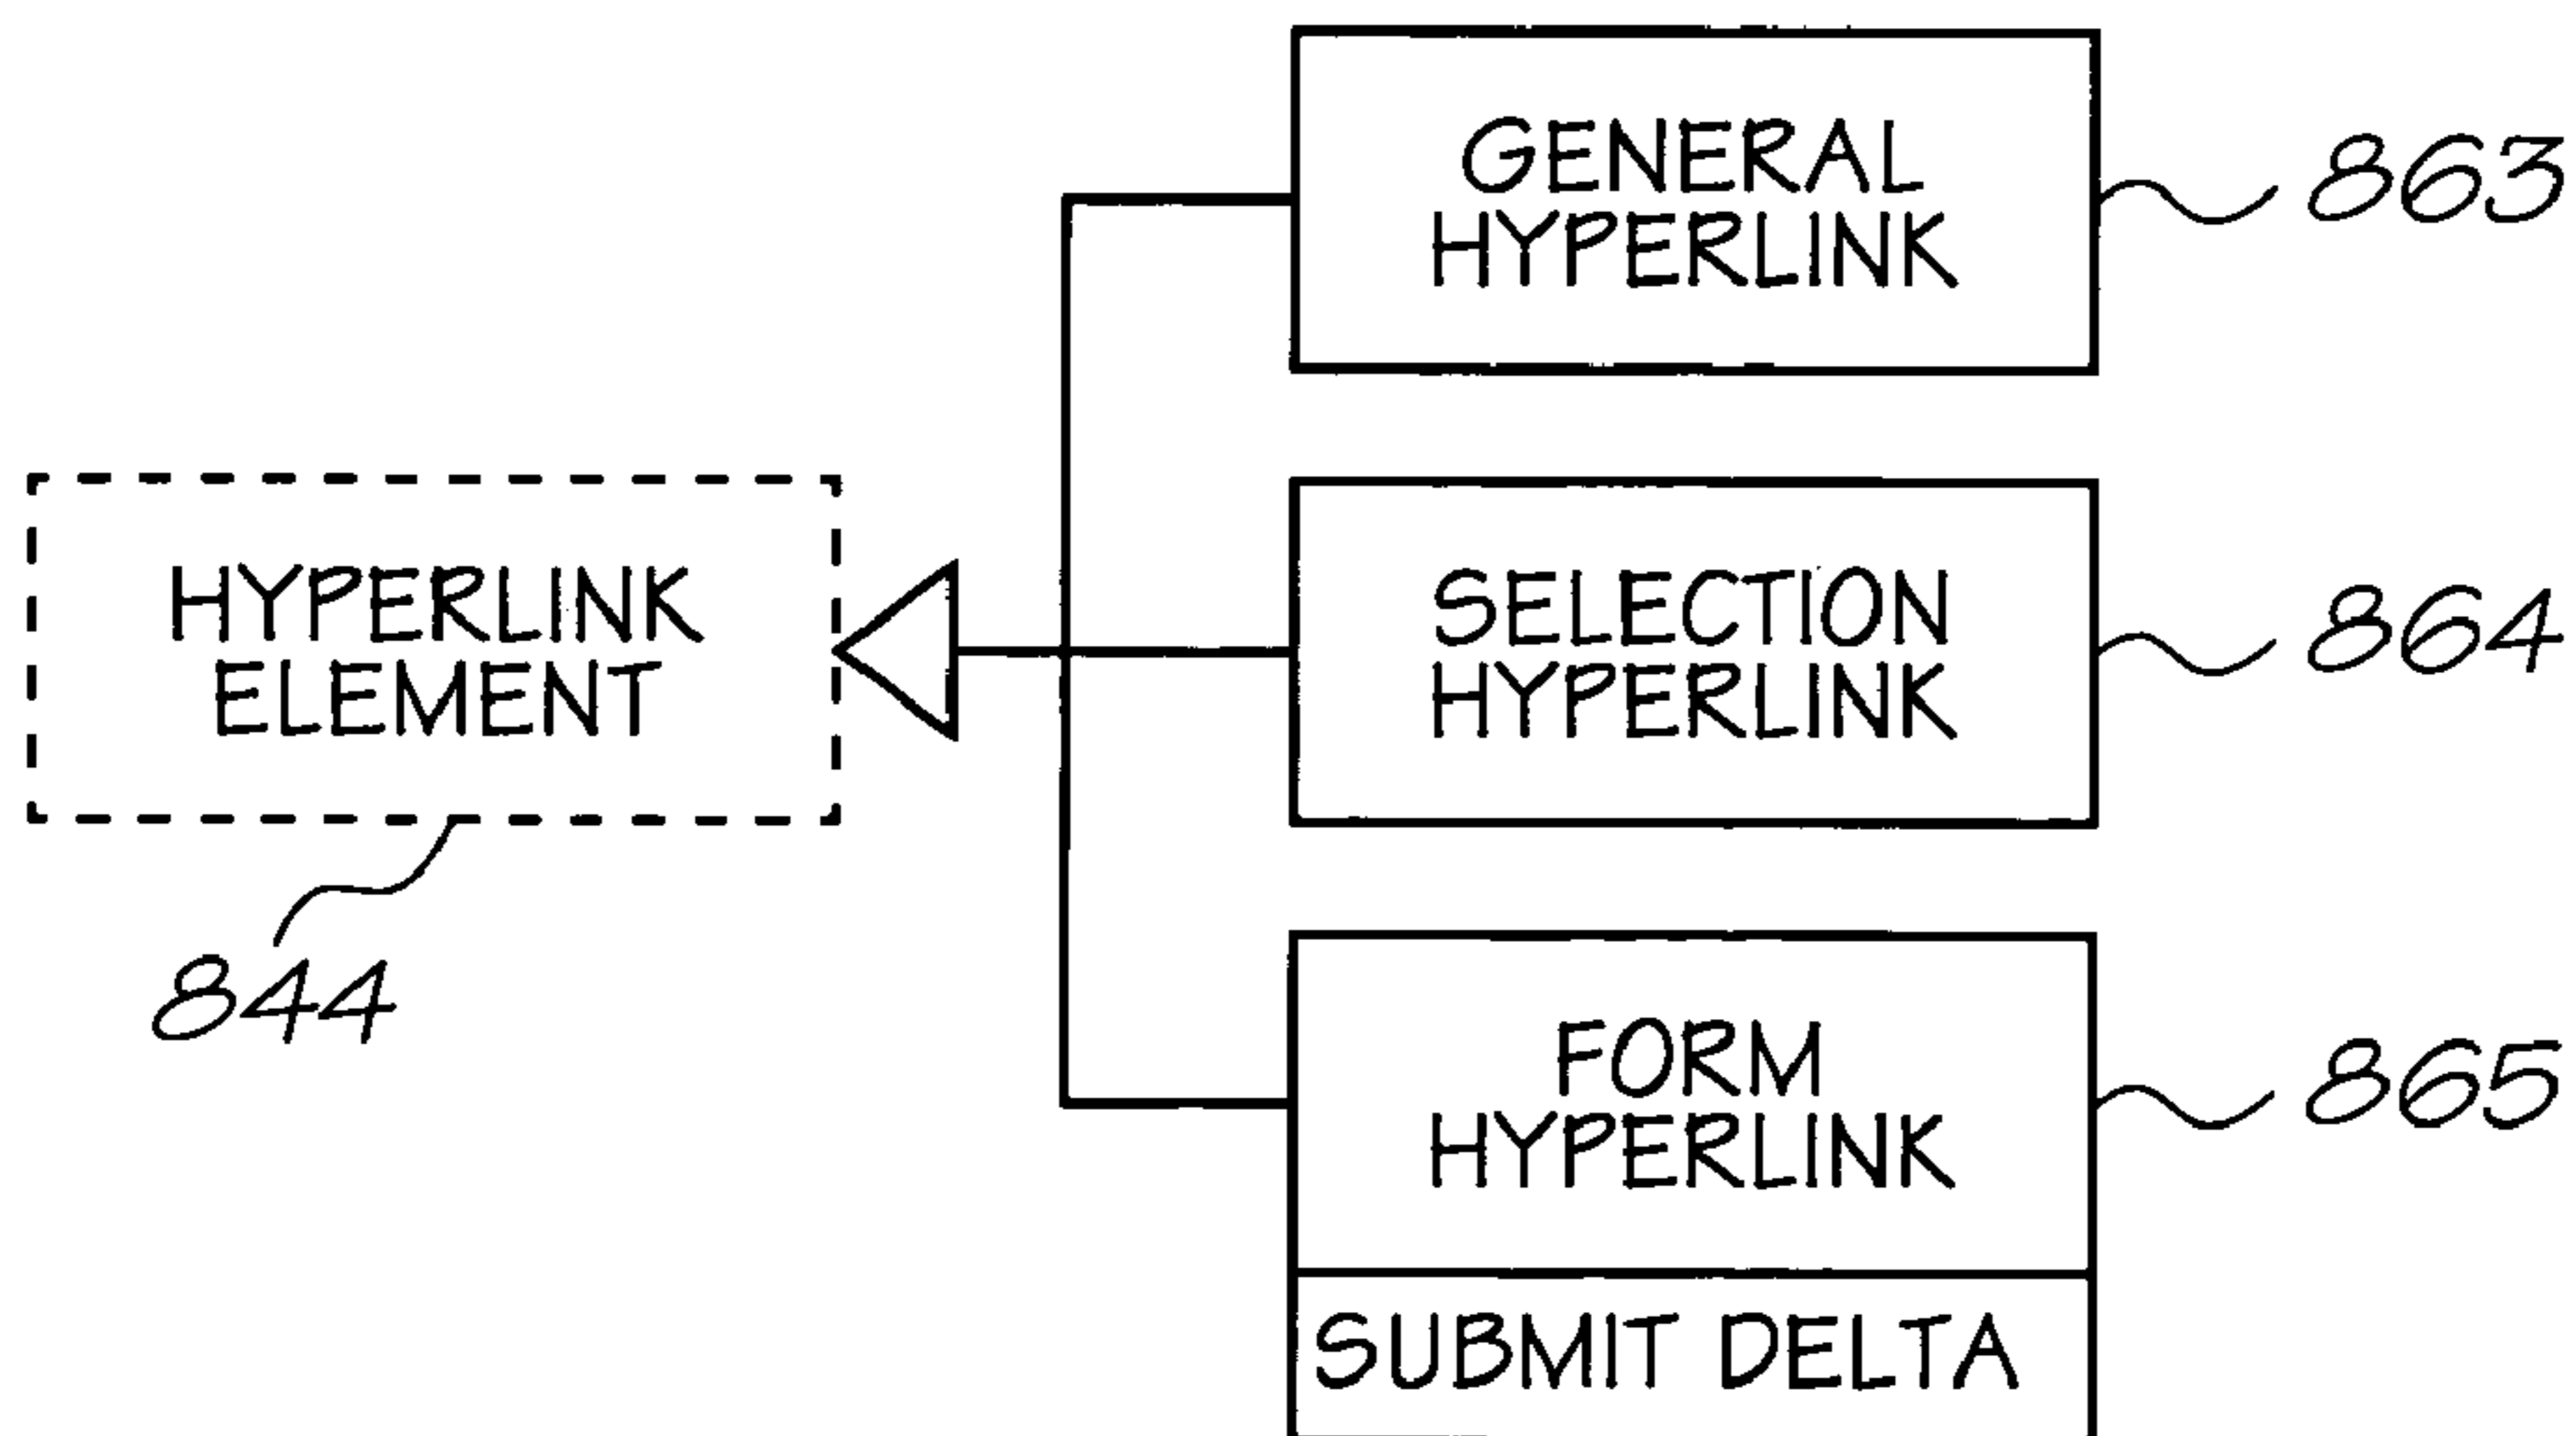 GENERAL
HYPERLINK
863
HYPERLINK
ELEMENT
844
SELECTION
HYPERLINK
864
FORM
HYPERLINK
865
SUBMIT DELTA